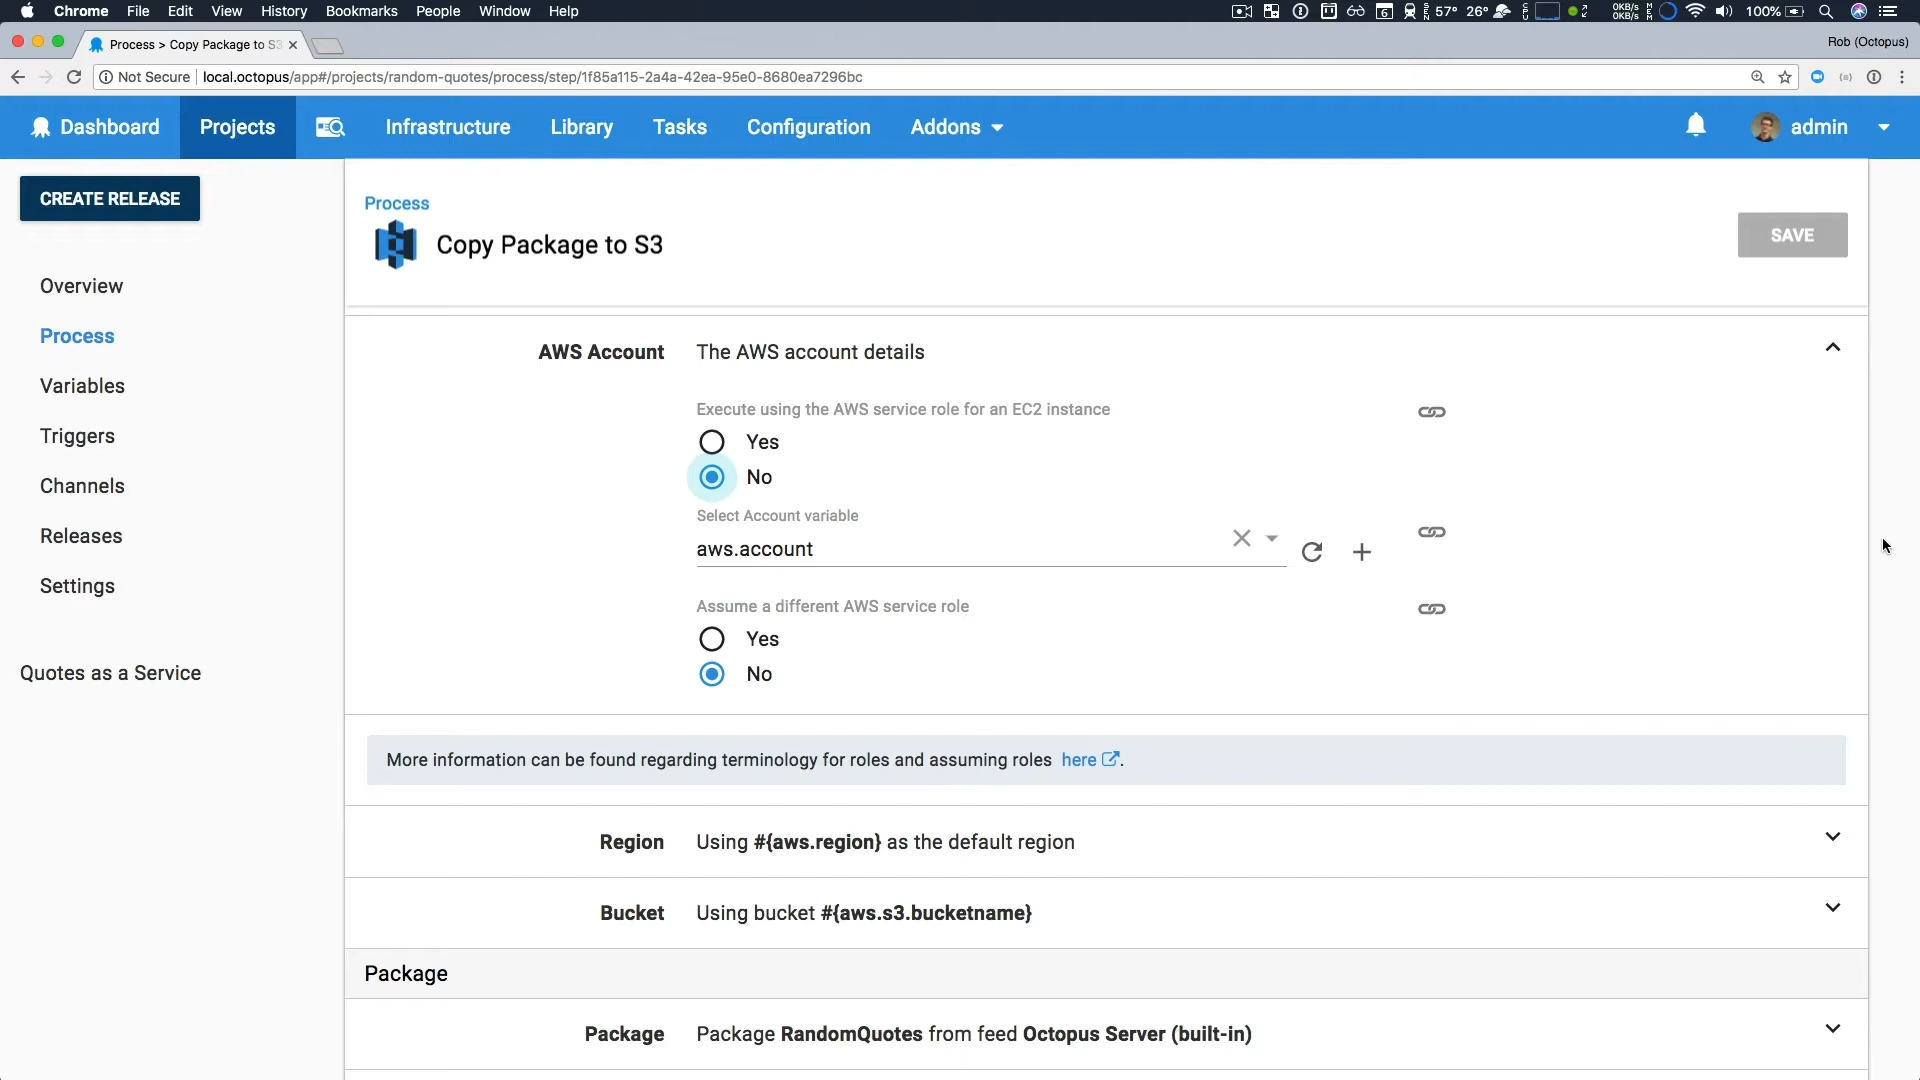 Chrome File Edit View History Bookmarks People Window Help 57° 26° 0KB/s 0KB/s 100%
Process > Copy Package to S3
Rob (Octopus)
Not Secure local.octopus/app#/projects/random-quotes/process/step/1f85a115-2a4a-42ea-95e0-8680ea7296bc
Dashboard Projects Infrastructure Library Tasks Configuration Addons admin
CREATE RELEASE
Overview
Process
Variables
Triggers
Channels
Releases
Settings
Quotes as a Service
Process
Copy Package to S3
SAVE
AWS Account The AWS account details
Execute using the AWS service role for an EC2 instance
Yes
No
Select Account variable
aws.account
Assume a different AWS service role
Yes
No
More information can be found regarding terminology for roles and assuming roles here.
Region Using #{aws.region} as the default region
Bucket Using bucket #{aws.s3.bucketname}
Package
Package Package RandomQuotes from feed Octopus Server (built-in)